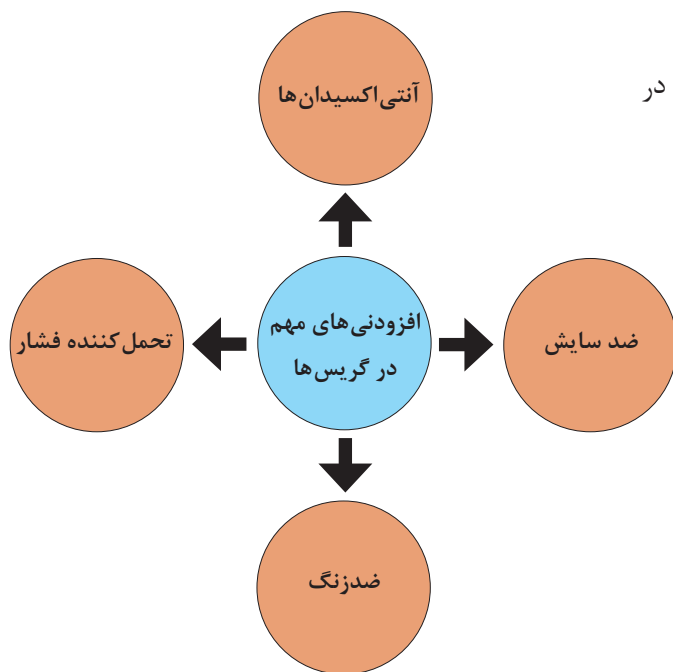 در
آنتی‌اکسیدان‌ها
افزودنی‌های مهم
در گریس‌ها
ضد سایش
تحمل‌کننده فشار
ضدزنگ